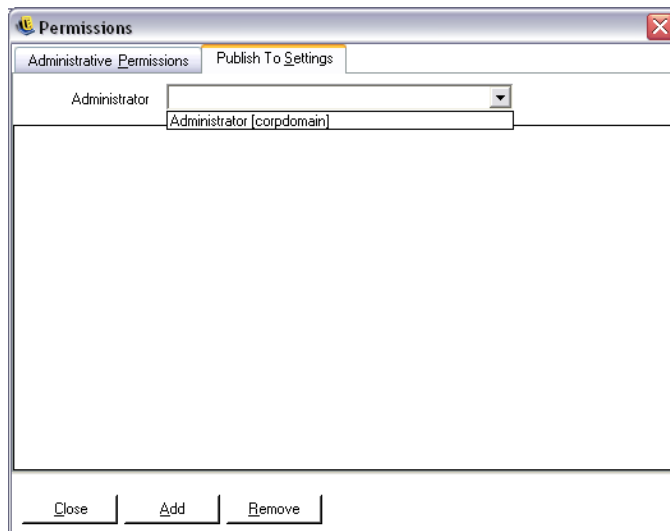 Permissions
Administrative Permissions Publish To Settings
Administrator
Administrator [corpdomain]
Close Add Remove